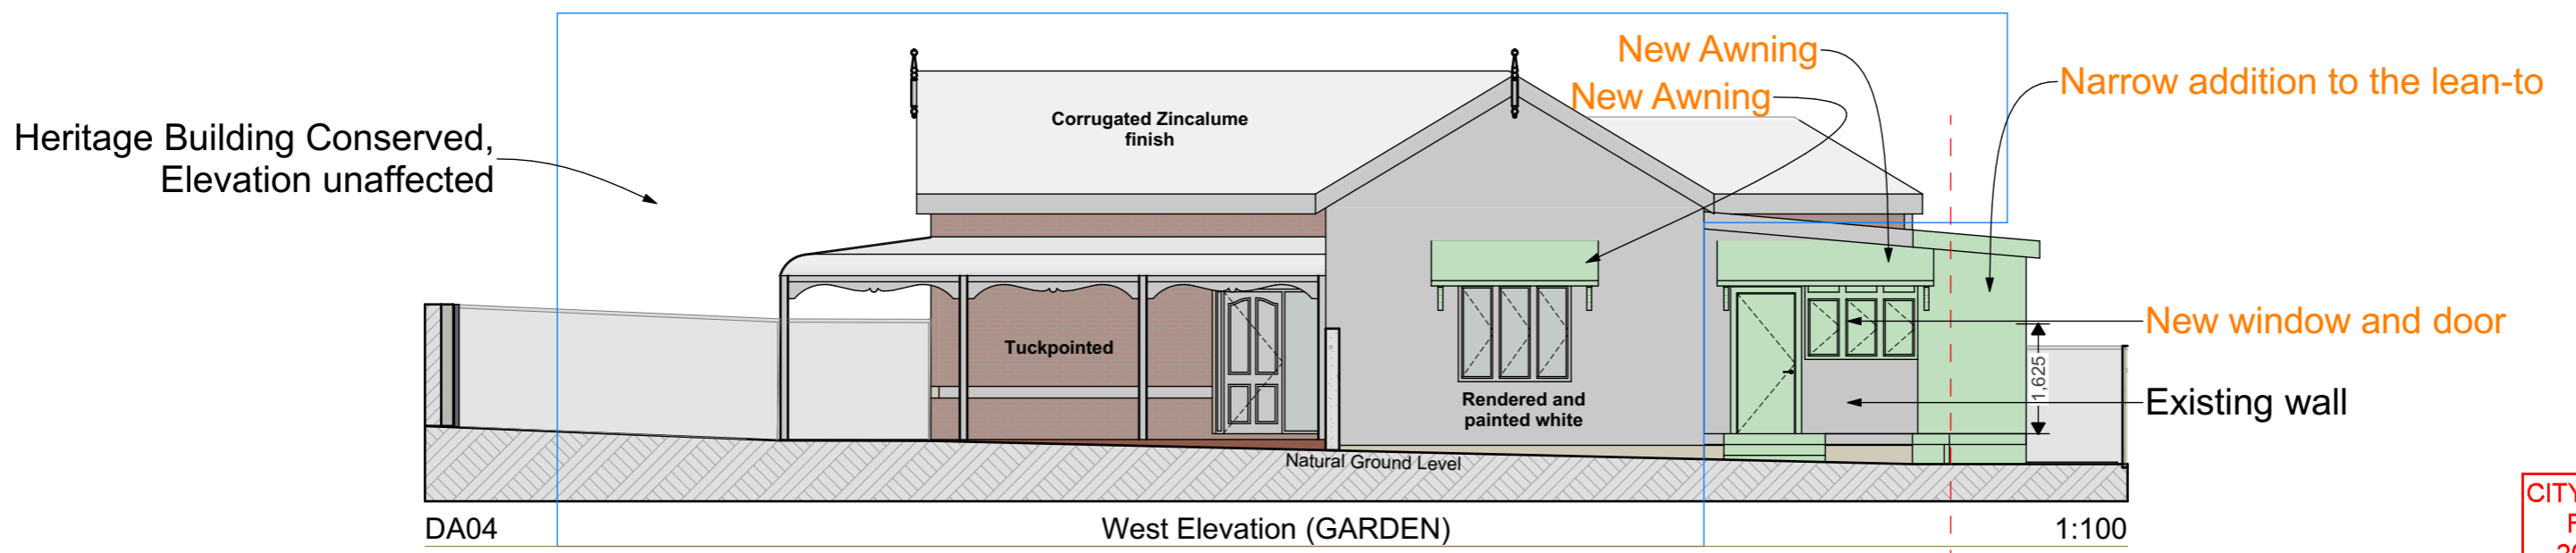 New Awning
New Awning
Narrow addition to the lean-to
Heritage Building Conserved,
Elevation unaffected
Corrugated Zincalume
finish
New window and door
Tuckpointed
1,625
Rendered and
painted white
Existing wall
Natural Ground Level
DA04
West Elevation (GARDEN)
1:100
CITY